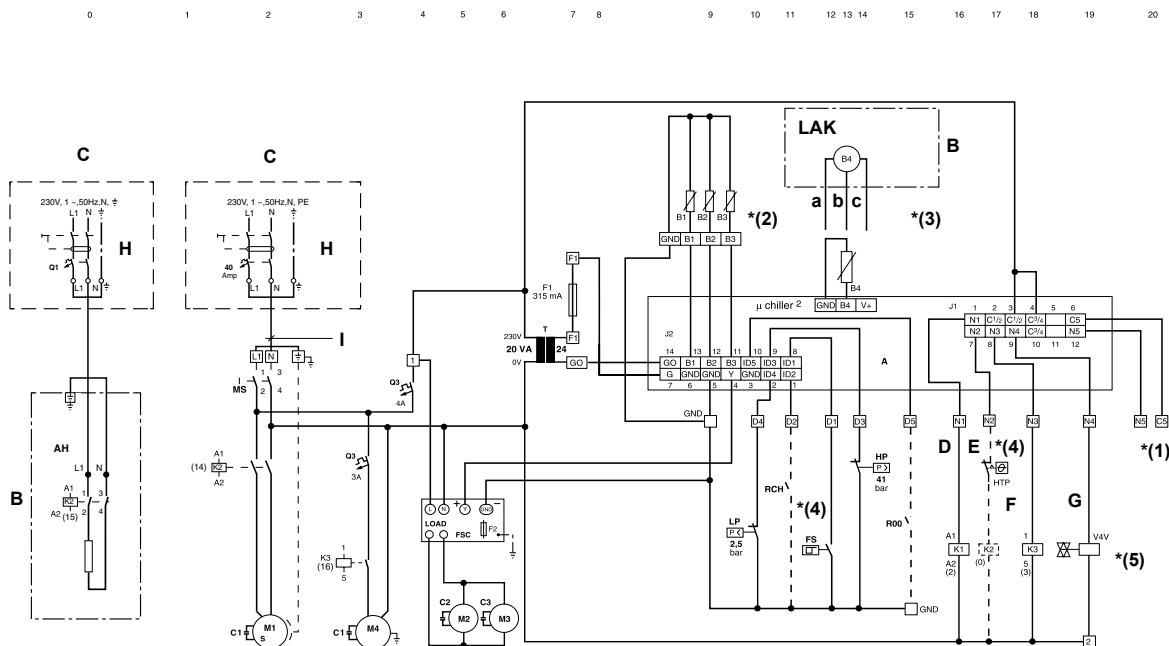 0 1 2 3 4 5 6 7 8 9 10 11 12 13 14 15 16 17 18 19 20
C
230V, 1 ~,50Hz,N, ⏚
L1 N
H
Q1
L1 N
C
230V, 1 ~,50Hz,N, PE
L1 N
H
40
Amp
L1 N
I
L1 N
MS
1 3
2 4
B
AH
L1 N
A1
K2
A2 (15)
1 3
2 4
A1
(14) K2
A2
C1
M1
S
Q3
3A
K3
(16)
1
5
C1
M4
1
Q3
4A
L N + Y GND −
LOAD
FSC
F2
C2
M2
C3
M3
F1
F1
315 mA
F1
T
230V
20 VA
24
0V
GO
B1 B2 B3
*(2)
GND B1 B2 B3
LAK
B
B4
a b c
*(3)
B4
GND B4 V+
µ chiller 2
J2
14 13 12 11 10 9 8
GO B1 B2 B3 ID5 ID3 ID1
G GND GND Y GND ID4 ID2
7 6 5 4 3 2 1
A
J1
1 2 3 4 5 6
N1 C1/2 C1/2 C3/4 C5
N2 N3 N4 C3/4 N5
7 8 9 10 11 12
GND
D4 D2 D1 D3 D5
N1 N2 N3 N4 N5 C5
*(1)
D E *(4)
HTP
F
G
HP
P >
41
bar
RCH
*(4)
LP
P <
2,5
bar
FS
R00
GND
A1
K1
A2
(2)
K2
(0)
1
K3
5
(3)
V4V
*(5)
2